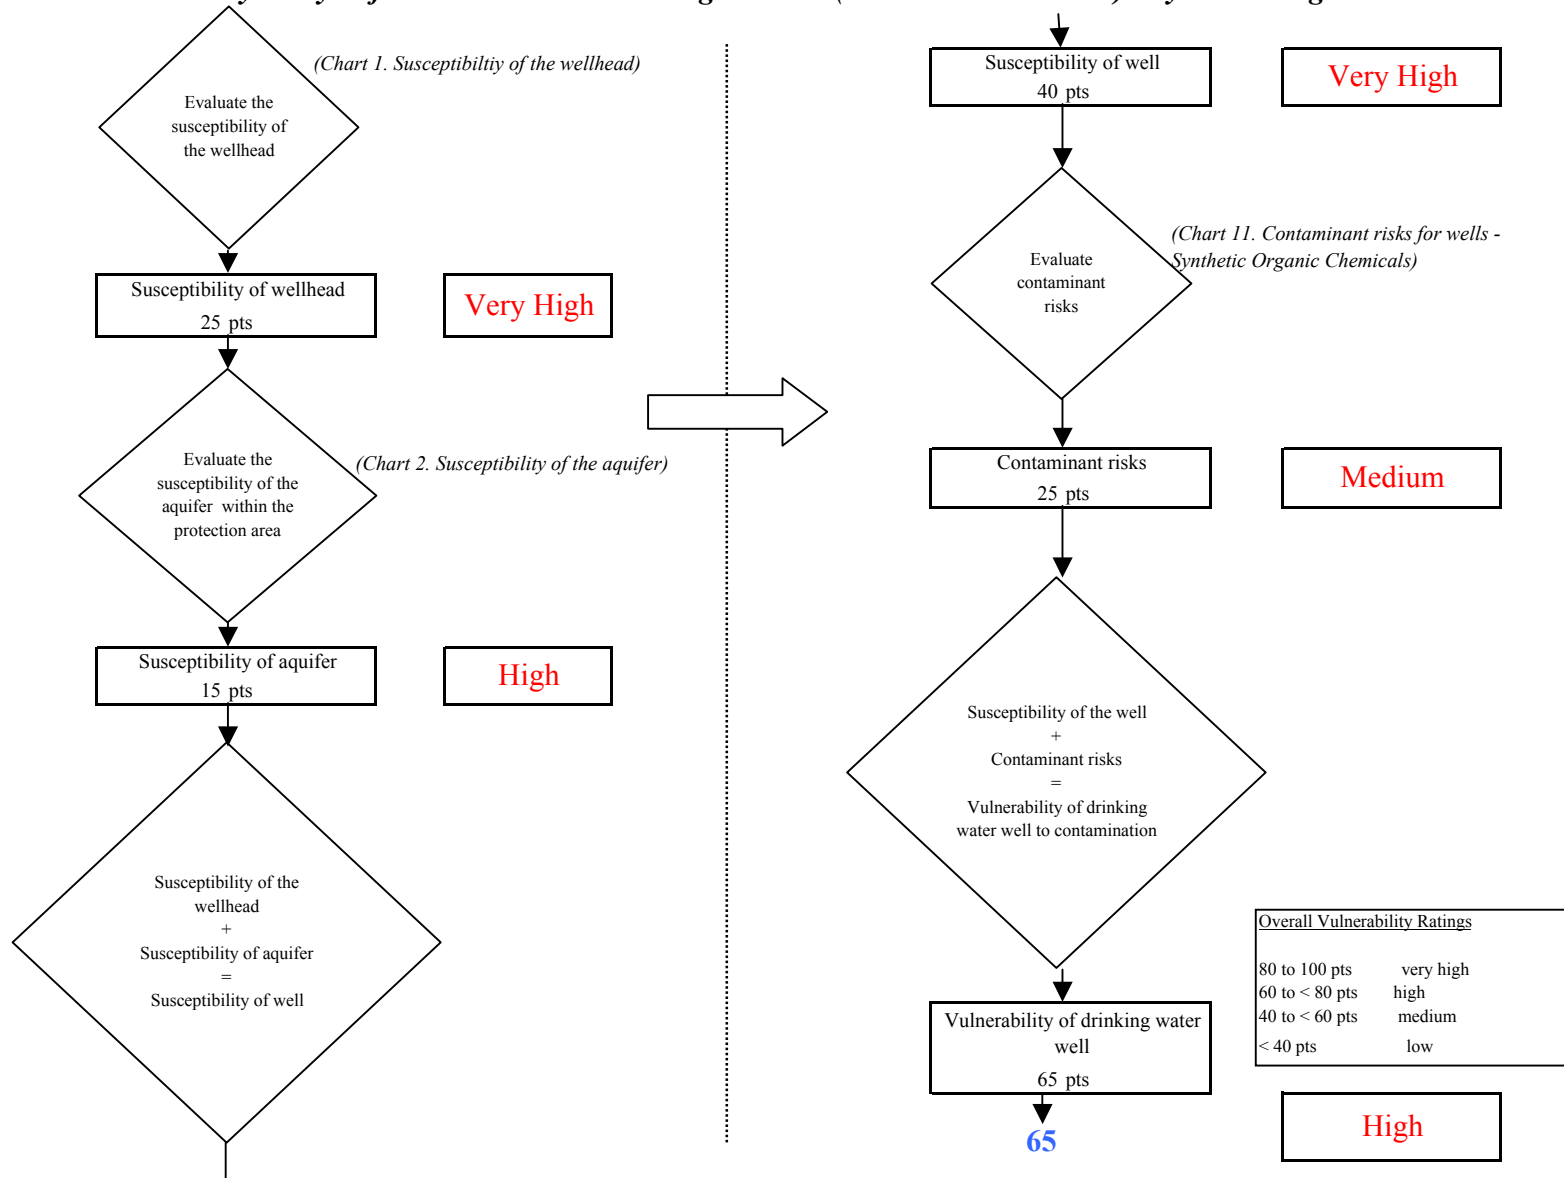 (Chart 1. Susceptibiltiy of the wellhead)
Evaluate the
susceptibility of
the wellhead
Susceptibility of wellhead
25 pts
Very High
Evaluate the
susceptibility of the
aquifer within the
protection area
(Chart 2. Susceptibility of the aquifer)
Susceptibility of aquifer
15 pts
High
Susceptibility of the
wellhead
+
Susceptibility of aquifer
=
Susceptibility of well
Susceptibility of well
40 pts
Very High
(Chart 11. Contaminant risks for wells -
Synthetic Organic Chemicals)
Evaluate
contaminant
risks
Contaminant risks
25 pts
Medium
Susceptibility of the well
+
Contaminant risks
=
Vulnerability of drinking
water well to contamination
Overall Vulnerability Ratings
80 to 100 pts very high
60 to < 80 pts high
40 to < 60 pts medium
< 40 pts low
Vulnerability of drinking water
well
65 pts
65
High